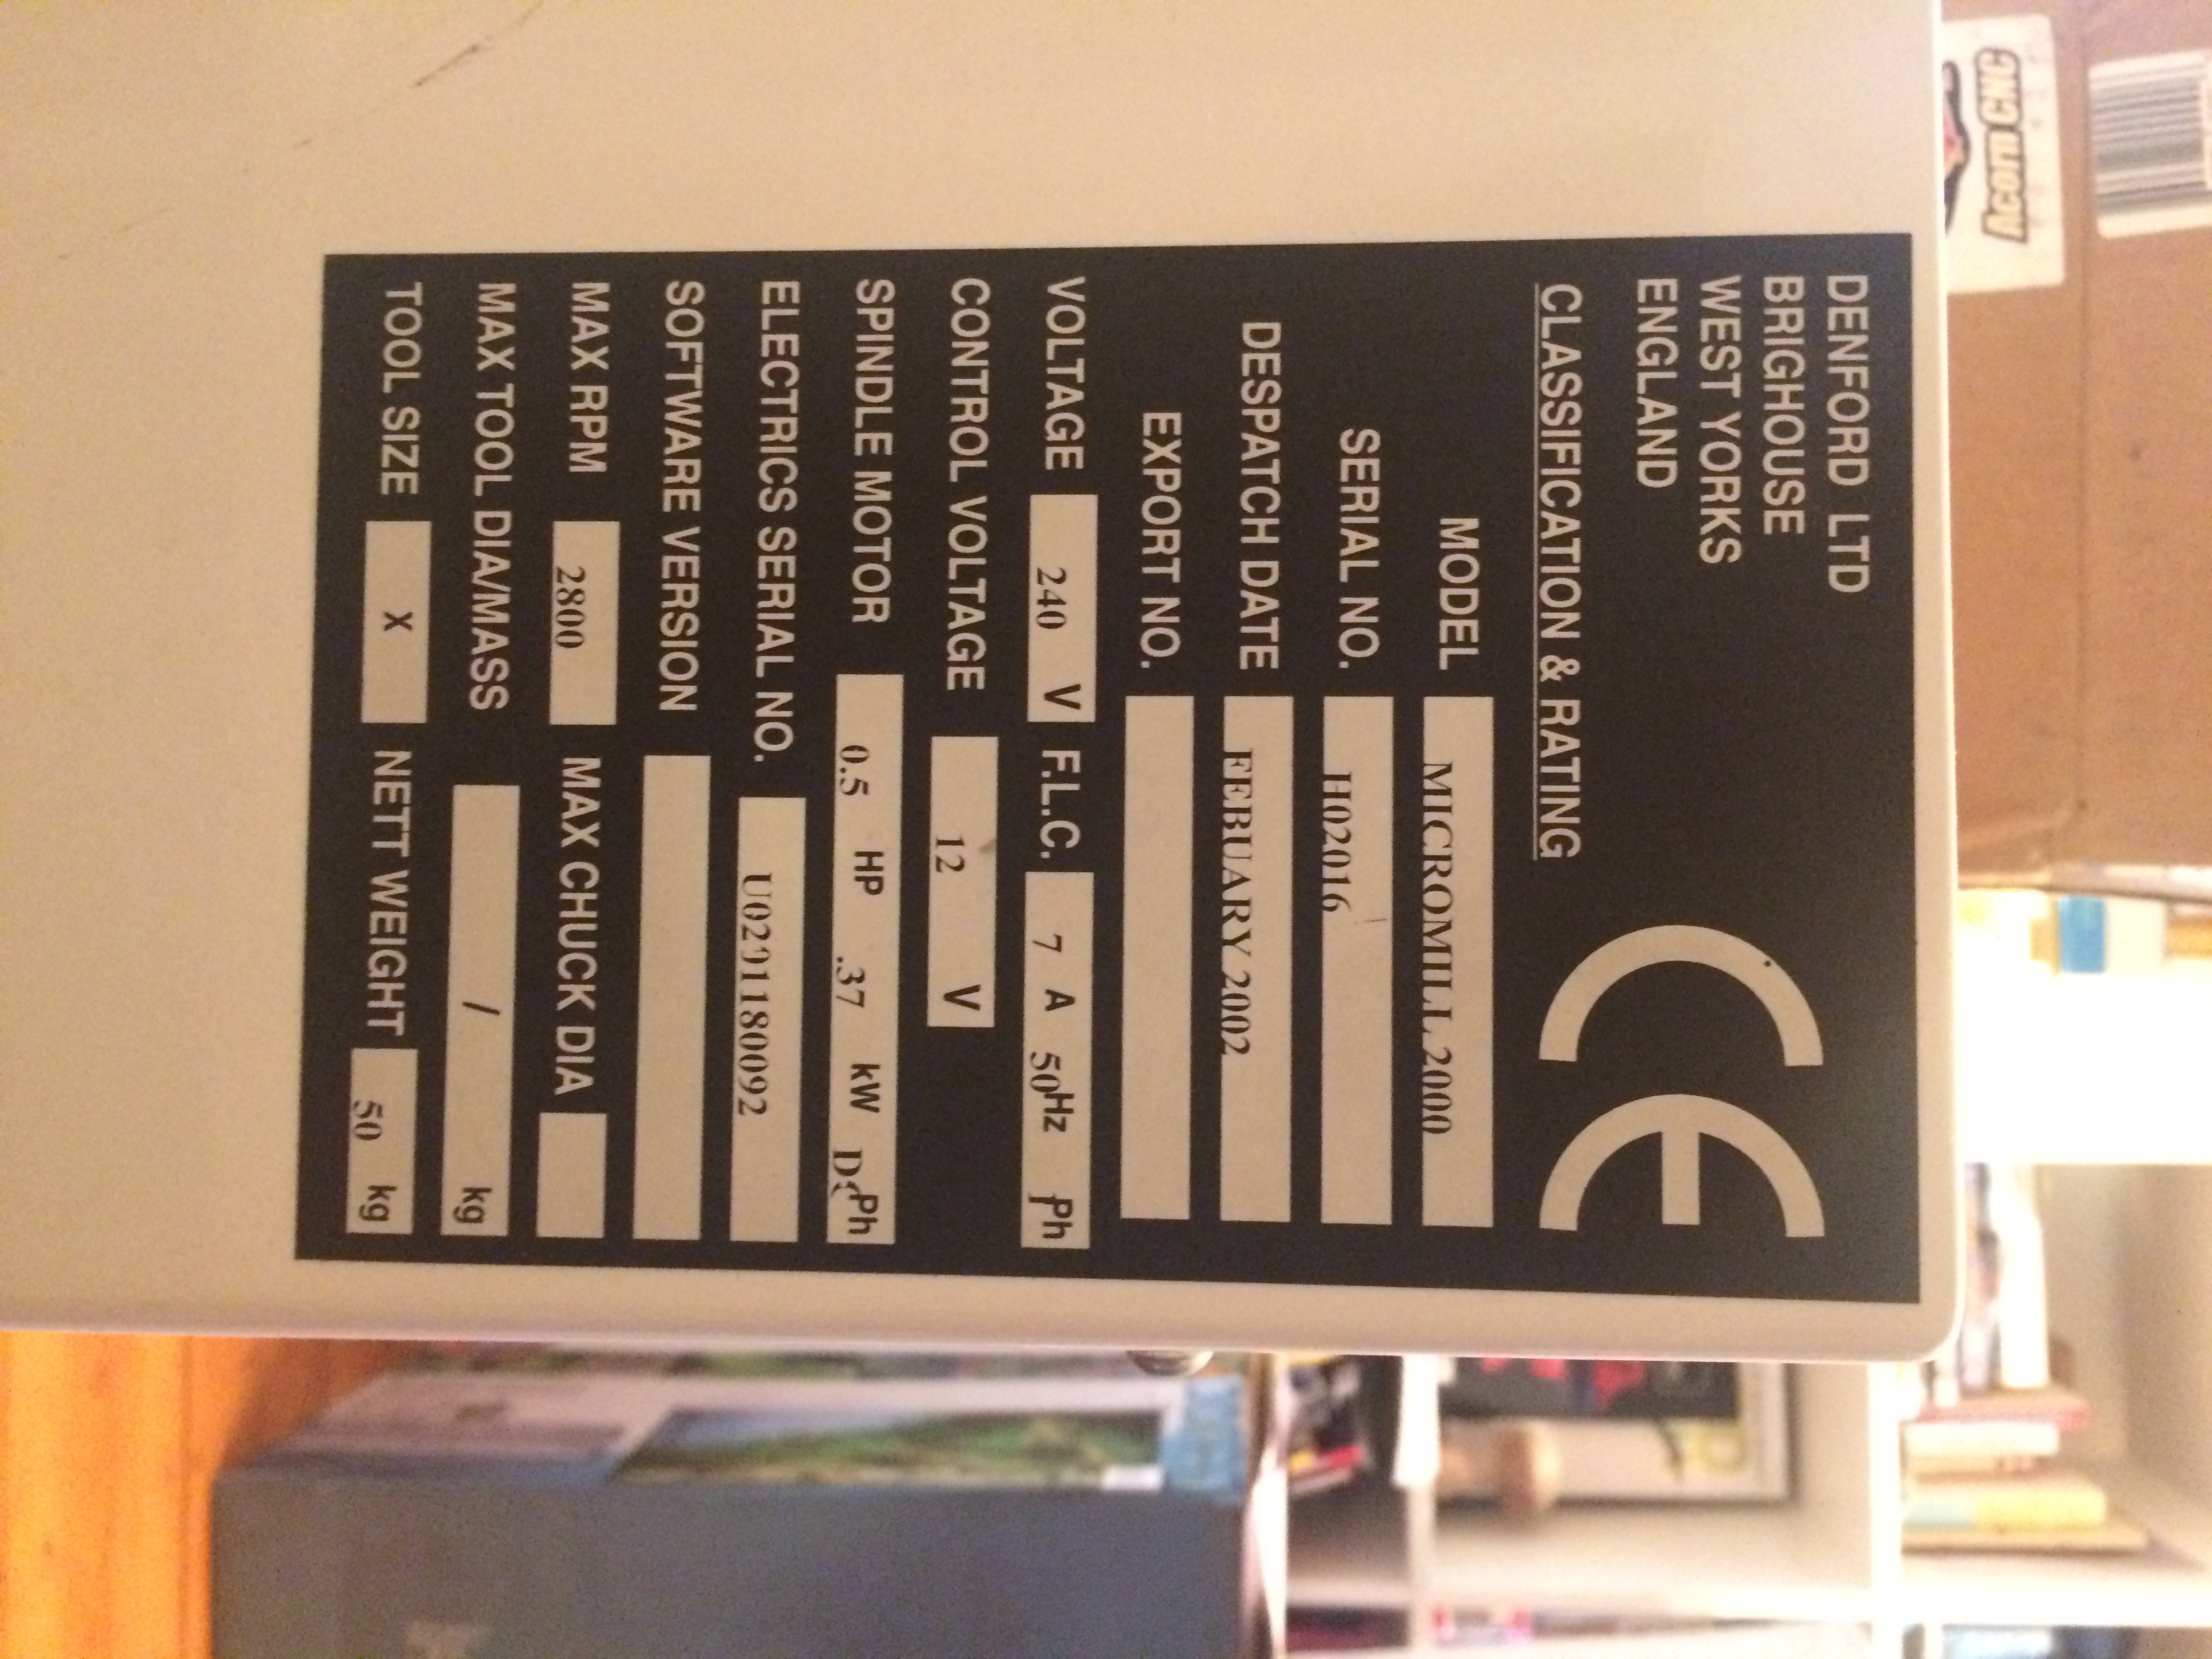 DENFORD LTD
BRIGHOUSE
WEST YORKS
ENGLAND
CE
CLASSIFICATION & RATING
MODEL MICROMILL 2000
SERIAL NO. H02016
DESPATCH DATE FEBUARY 2002
EXPORT NO.
VOLTAGE 240 V F.L.C. 7 A 50Hz 1Ph
CONTROL VOLTAGE 12 V
SPINDLE MOTOR 0.5 HP .37 kW Ph
ELECTRICS SERIAL NO. U0291180092
SOFTWARE VERSION
MAX RPM 2800 MAX CHUCK DIA
MAX TOOL DIA/MASS / kg
TOOL SIZE X NETT WEIGHT 50 kg
Acorn CNC